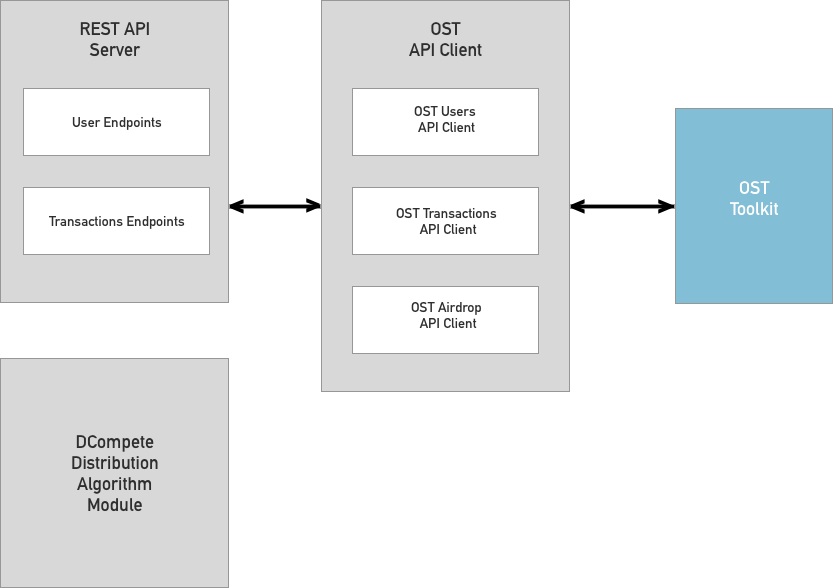 REST API
Server
User Endpoints
Transactions Endpoints
OST
API Client
OST Users
API Client
OST Transactions
API Client
OST Airdrop
API Client
OST
Toolkit
DCompete
Distribution
Algorithm
Module